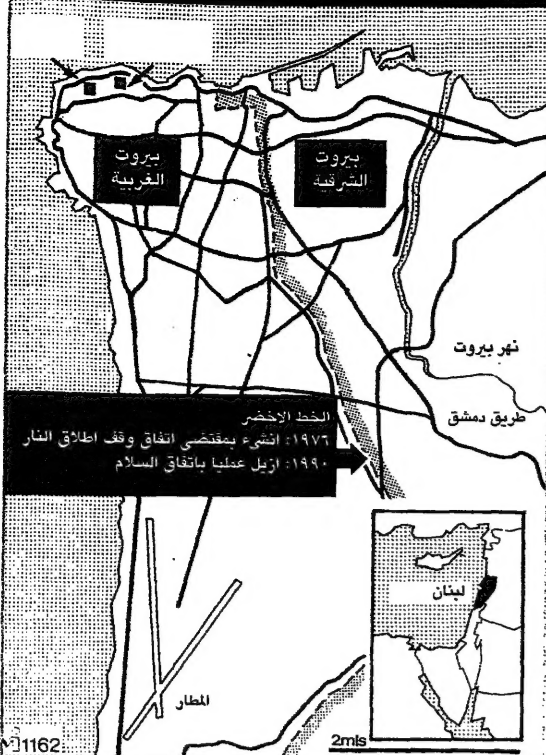 بيروت
الغربية
بيروت
الشرقية
نهر بيروت
طريق دمشق
الخط الاخضر
١٩٧٦: انشىء بمقتضى اتفاق وقف اطلاق النار
١٩٩٠: ازيل عمليا باتفاق السلام
لبنان
المطار
2mls
1162